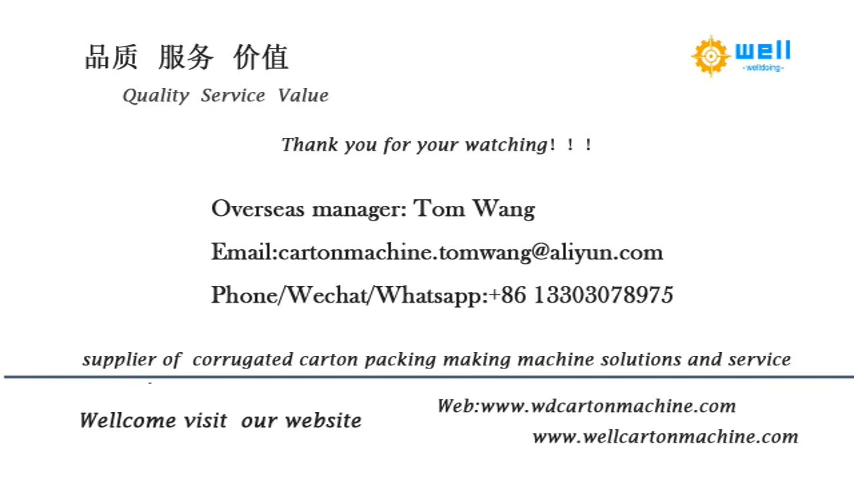 品质 服务 价值
well
-welldoing-
Quality Service Value
Thank you for your watching！！！
Overseas manager: Tom Wang
Email:cartonmachine.tomwang@aliyun.com
Phone/Wechat/Whatsapp:+86 13303078975
supplier of corrugated carton packing making machine solutions and service
Wellcome visit our website
Web:www.wdcartonmachine.com
www.wellcartonmachine.com